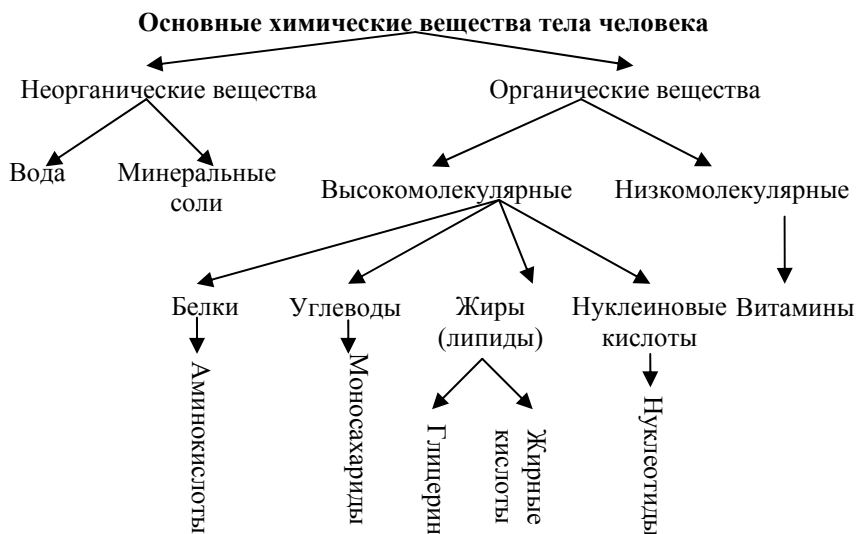 Основные химические вещества тела человека
Неорганические вещества
Органические вещества
Вода
Минеральные
соли
Высокомолекулярные
Низкомолекулярные
Белки
Углеводы
Жиры
(липиды)
Нуклеиновые
кислоты
Витамины
Аминокислоты
Моносахариды
Глицерин
Жирные
кислоты
Нуклеотиды